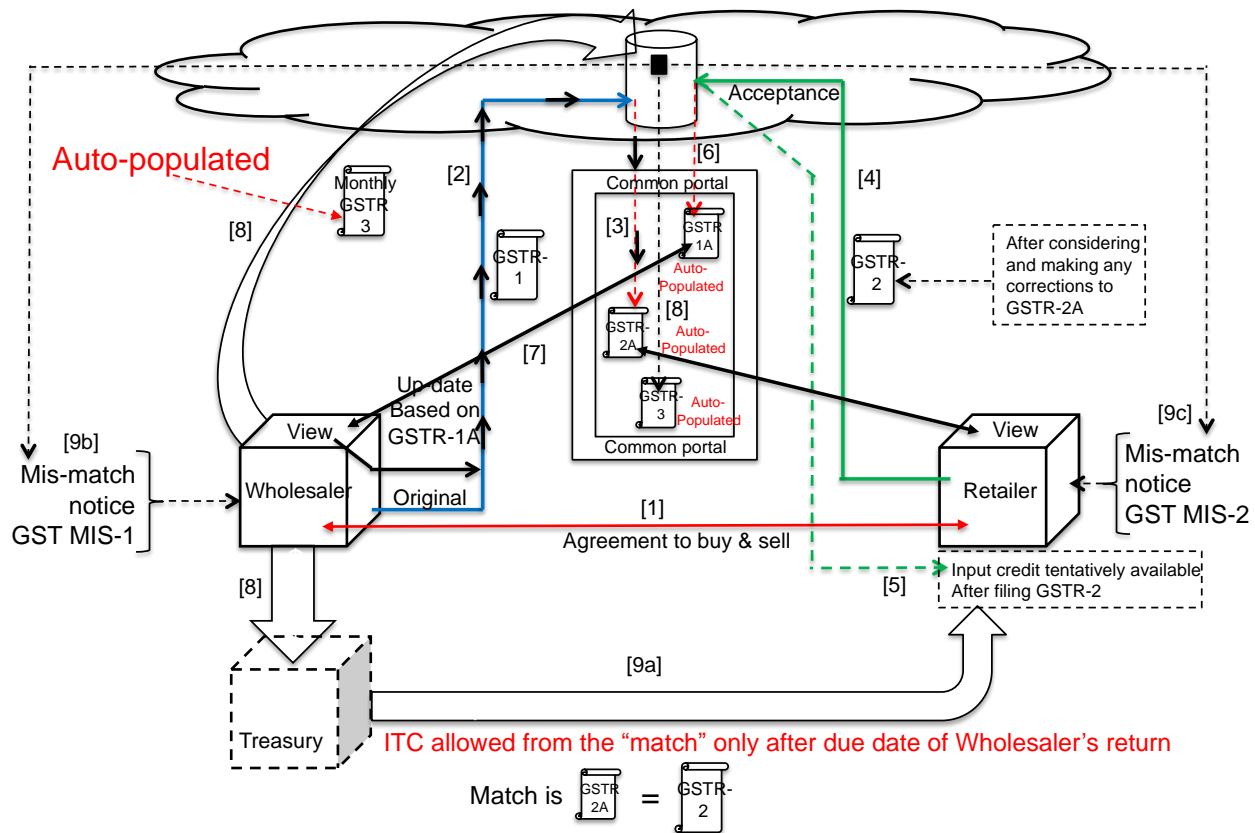 Acceptance
[6]
Auto-populated
[2]
[4]
Monthly
GSTR
3
Common portal
[8]
[3]
GSTR
1A
GSTR-
1
GSTR-
2
After considering
and making any
corrections to
GSTR-2A
Auto-
Populated
[8]
GSTR-
2A
Auto-
Populated
[7]
Up-date
Based on
GSTR-1A
GSTR-
3
Auto-
Populated
Common portal
[9b]
View
View
[9c]
Mis-match
notice
GST MIS-1
Wholesaler
Original
Retailer
Mis-match
notice
GST MIS-2
[1]
Agreement to buy & sell
[8]
[5]
Input credit tentatively available
After filing GSTR-2
[9a]
Treasury
ITC allowed from the “match” only after due date of Wholesaler’s return
Match is
GSTR
2A
=
GSTR-
2